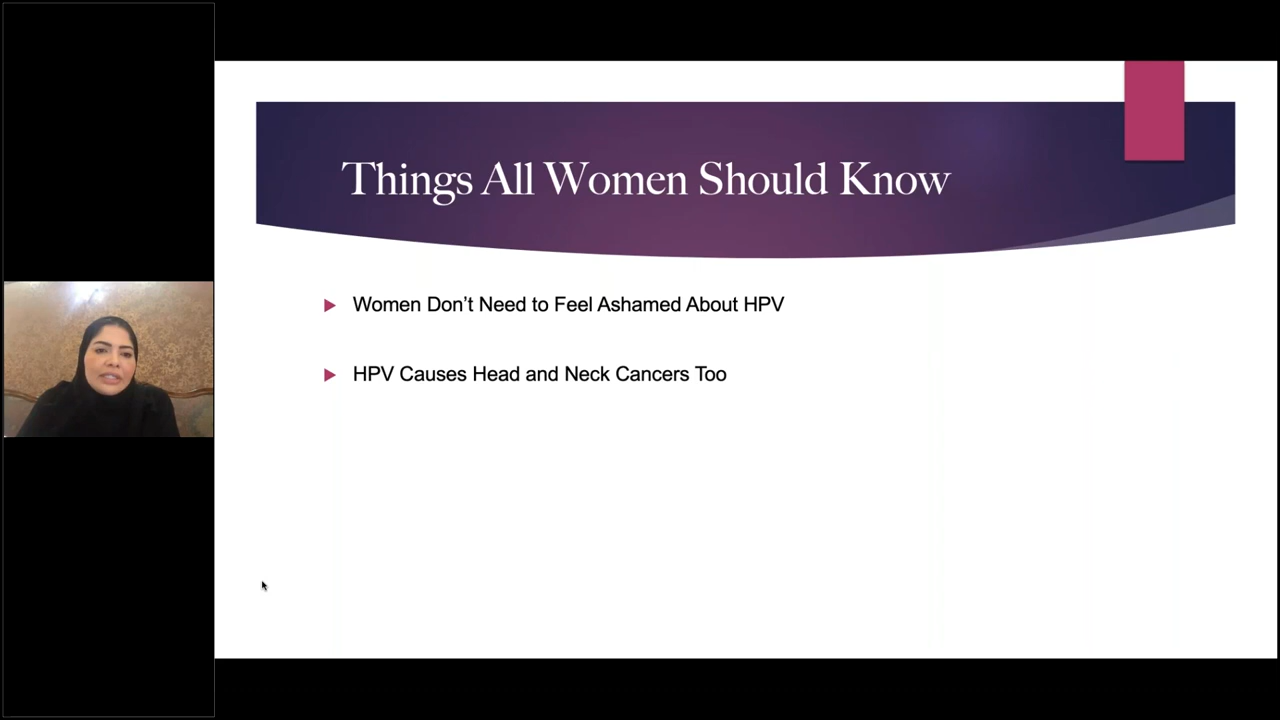 Things All Women Should Know
Women Don’t Need to Feel Ashamed About HPV
HPV Causes Head and Neck Cancers Too